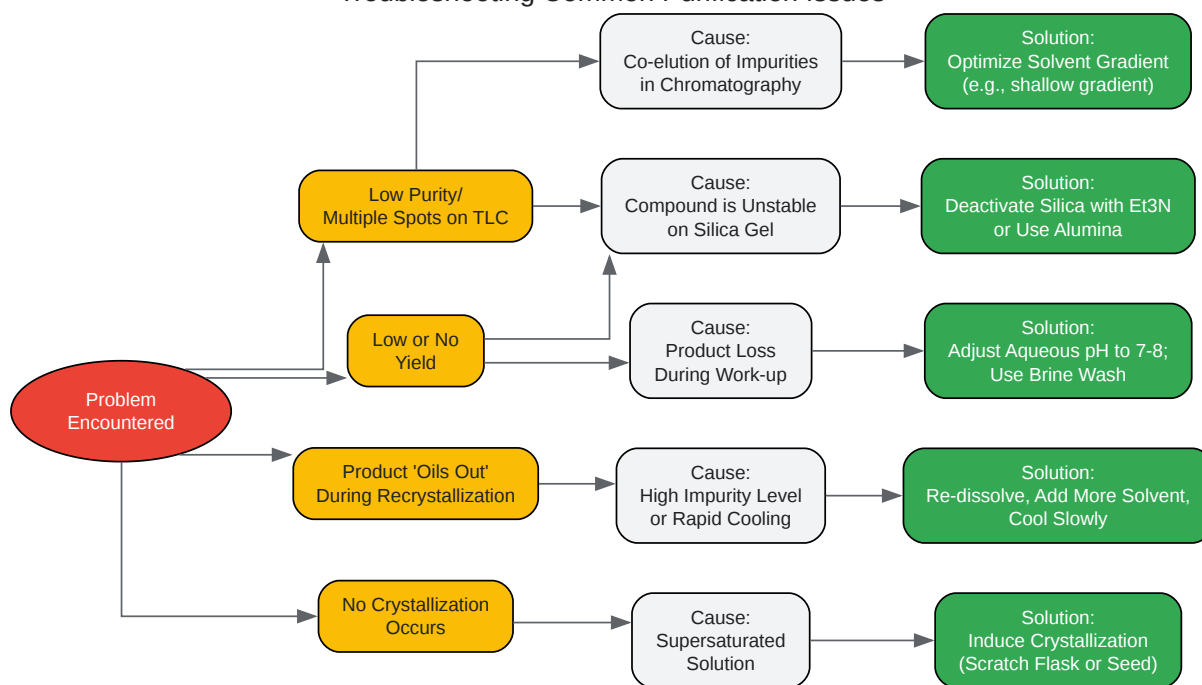 Troubleshooting Common Purification Issues
Cause:
Co-elution of Impurities
in Chromatography
Solution:
Optimize Solvent Gradient
(e.g., shallow gradient)
Low Purity/
Multiple Spots on TLC
Cause:
Compound is Unstable
on Silica Gel
Solution:
Deactivate Silica with Et3N
or Use Alumina
Low or No
Yield
Cause:
Product Loss
During Work-up
Solution:
Adjust Aqueous pH to 7-8;
Use Brine Wash
Problem
Encountered
Product 'Oils Out'
During Recrystallization
Cause:
High Impurity Level
or Rapid Cooling
Solution:
Re-dissolve, Add More Solvent,
Cool Slowly
No Crystallization
Occurs
Cause:
Supersaturated
Solution
Solution:
Induce Crystallization
(Scratch Flask or Seed)